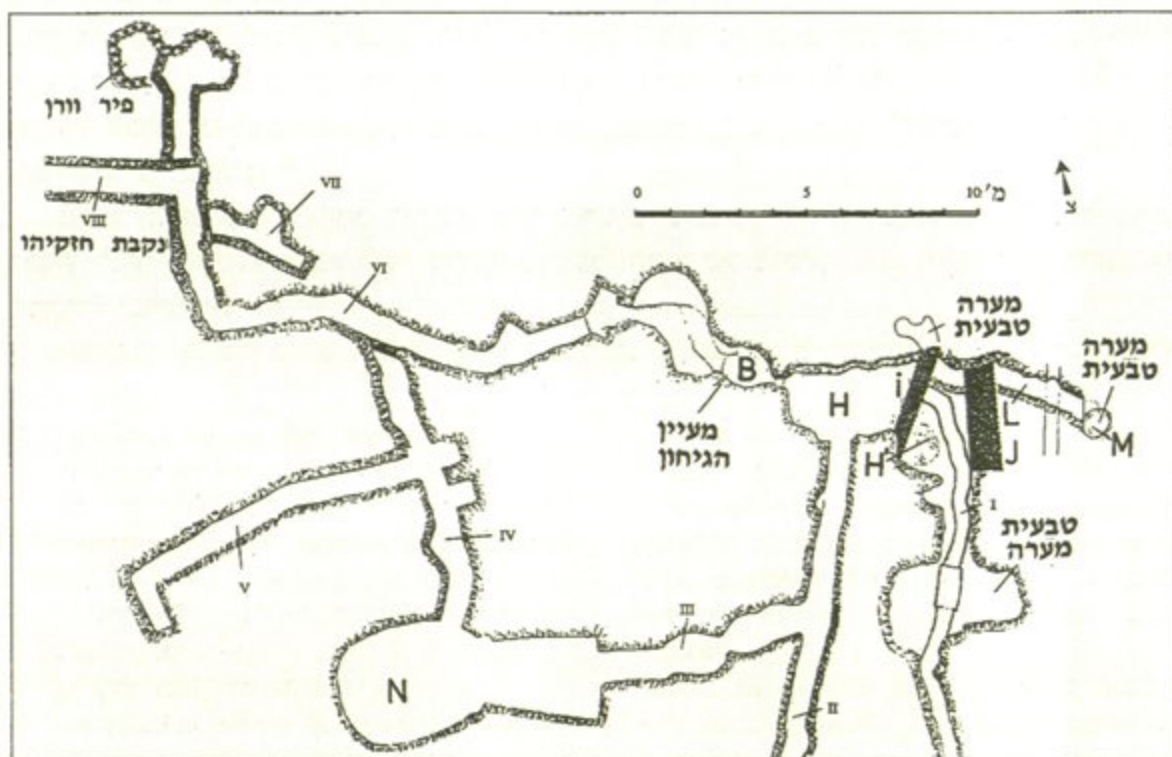 פיר וורן
VII
VIII
נקבת חזקיהו
0 5 10 מ'
צ
VI
מערה
טבעית
מערה
טבעית
B
H
i
L
J
M
מעיין
הגיחון
H'
I
טבעית
מערה
IV
V
III
N
II